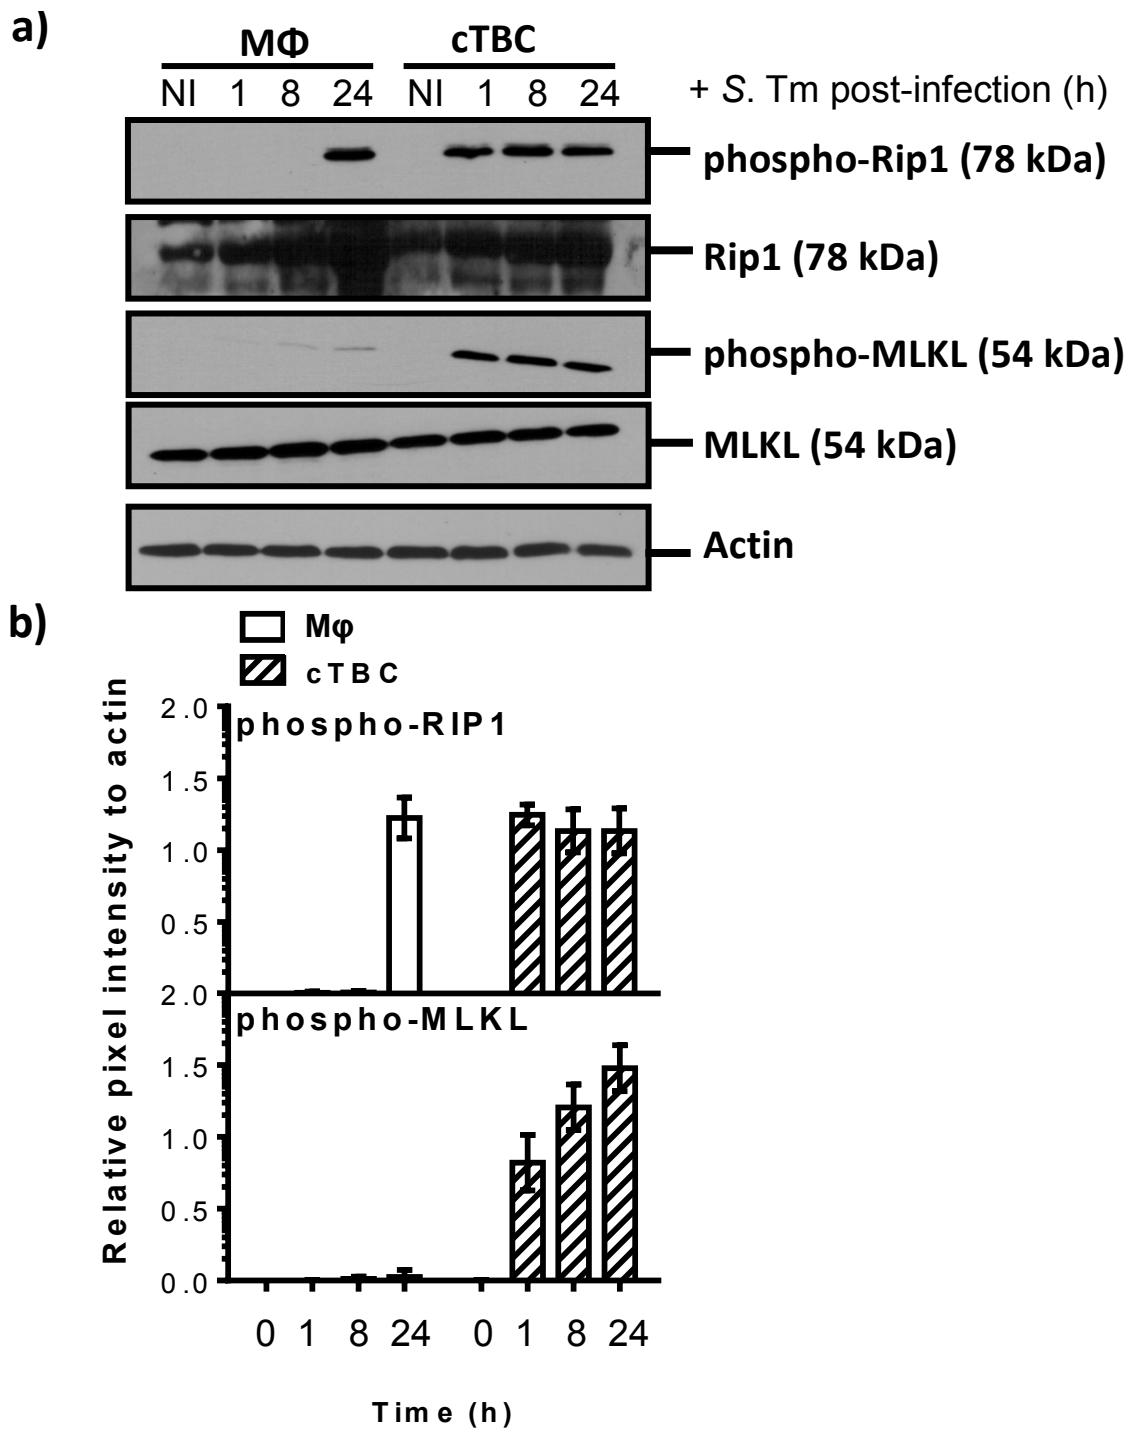 a)
MΦ cTBC
NI 1 8 24 NI 1 8 24 + S. Tm post-infection (h)
phospho-Rip1 (78 kDa)
Rip1 (78 kDa)
phospho-MLKL (54 kDa)
MLKL (54 kDa)
Actin
b)
Mφ
cTBC
Relative pixel intensity to actin
phospho-RIP1
2.0
1.5
1.0
0.5
2.0
phospho-MLKL
1.5
1.0
0.5
0.0
0 1 8 24 0 1 8 24
Time (h)